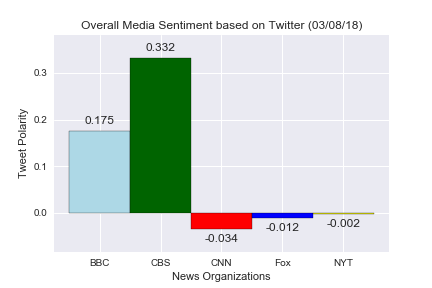 Overall Media Sentiment based on Twitter (03/08/18)
0.332
0.3
0.2
0.175
0.1
0.0
-0.034
-0.012
-0.002
Tweet Polarity
BBC CBS CNN Fox NYT
News Organizations